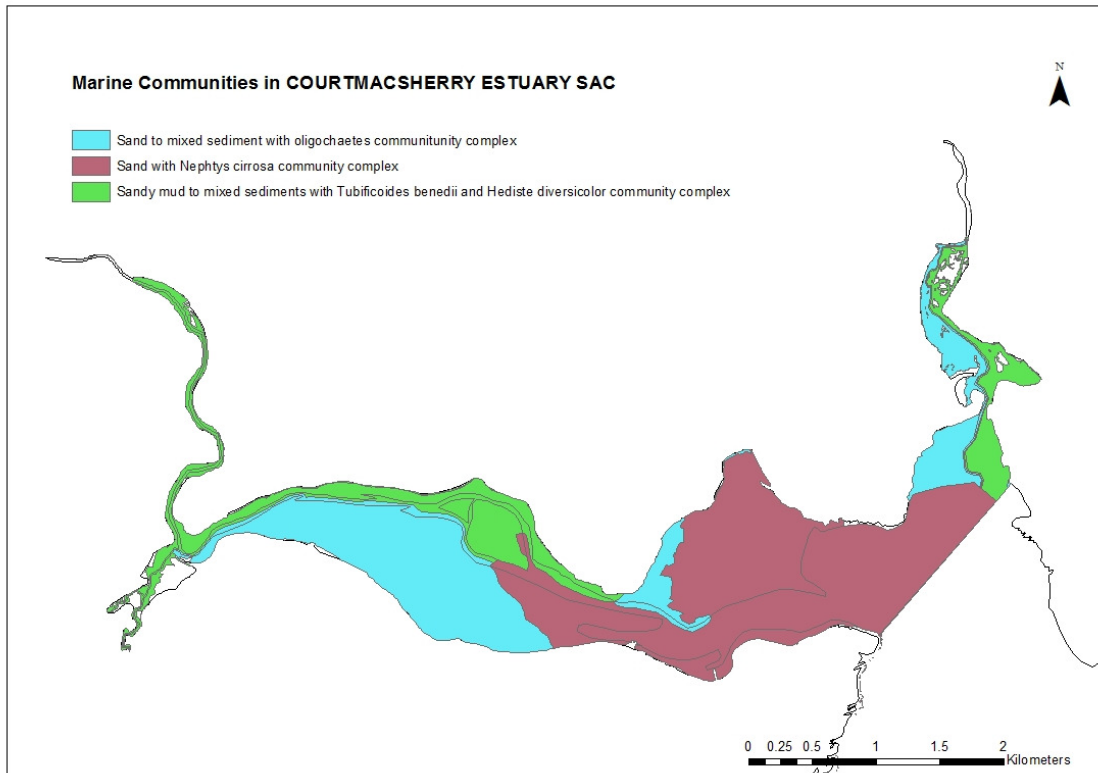 Marine Communities in COURTMACSHERRY ESTUARY SAC
N
Sand to mixed sediment with oligochaetes communitunity complex
Sand with Nephtys cirrosa community complex
Sandy mud to mixed sediments with Tubificoides benedii and Hediste diversicolor community complex
0 0.25 0.5 1 1.5 2
Kilometers